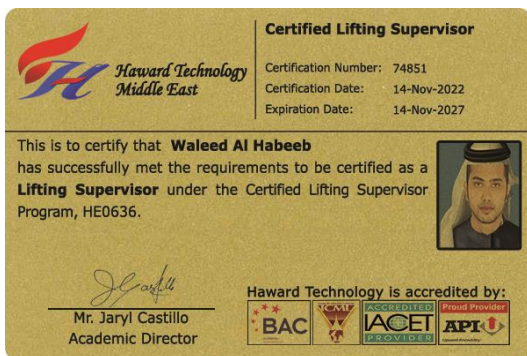 Haward Technology
Middle East
Certified Lifting Supervisor
Certification Number: 74851
Certification Date: 14-Nov-2022
Expiration Date: 14-Nov-2027
This is to certify that Waleed Al Habeeb
has successfully met the requirements to be certified as a
Lifting Supervisor under the Certified Lifting Supervisor
Program, HE0636.
Mr. Jaryl Castillo
Academic Director
Haward Technology is accredited by:
BAC
TCMI
ACCREDITED
IACET
PROVIDER
Proud Provider
API U